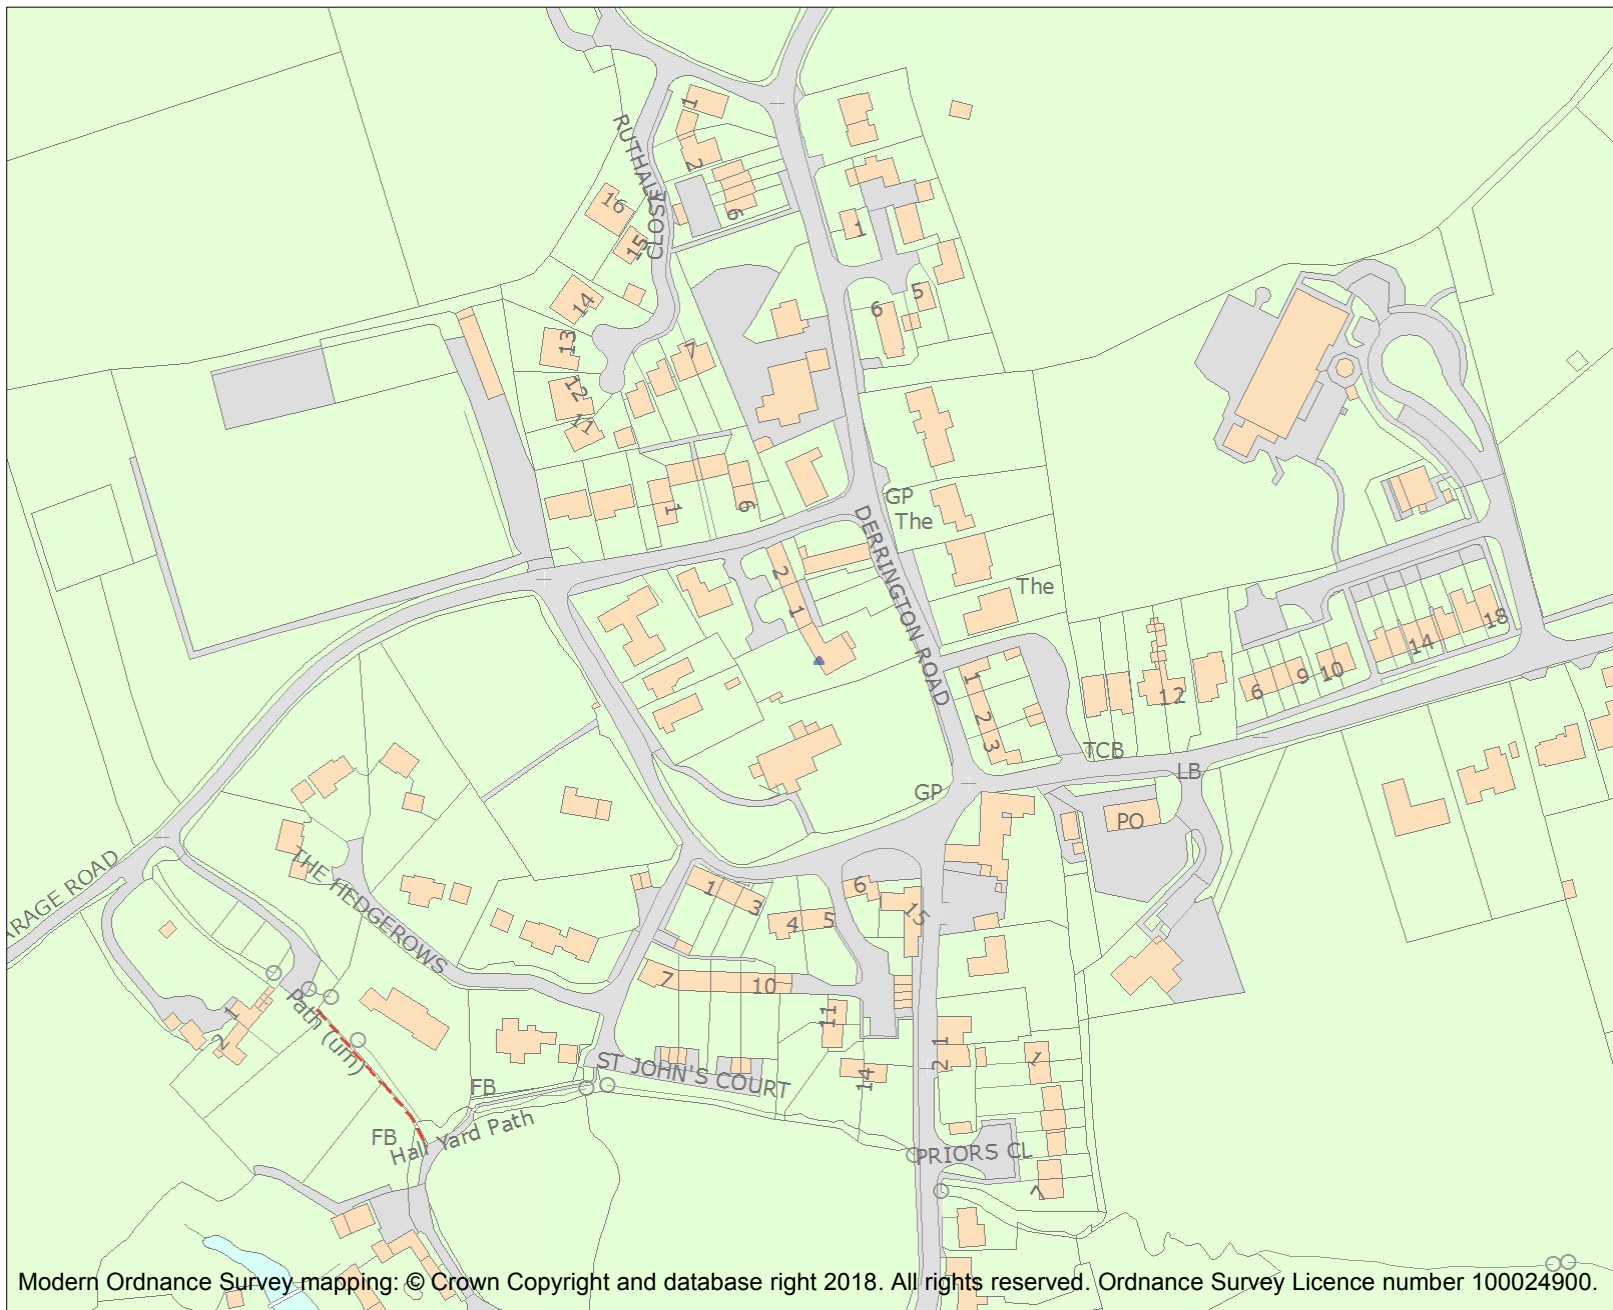 1
RUTHALL
CLOSE
2
16
6
15
1
14
5
6
13
7
12
11
1
6
GP
The
DERRINGTON ROAD
2
1
The
18
14
1
9
10
6
12
2
3
TCB
LB
GP
PO
ARAGE ROAD
THE HEDGEROWS
1
3
6
15
4
5
7
10
Path (um)
1
2
11
1
2
1
ST JOHN'S COURT
14
FB
FB
Hall Yard Path
PRIORS CL
7
Modern Ordnance Survey mapping: © Crown Copyright and database right 2018. All rights reserved. Ordnance Survey Licence number 100024900.